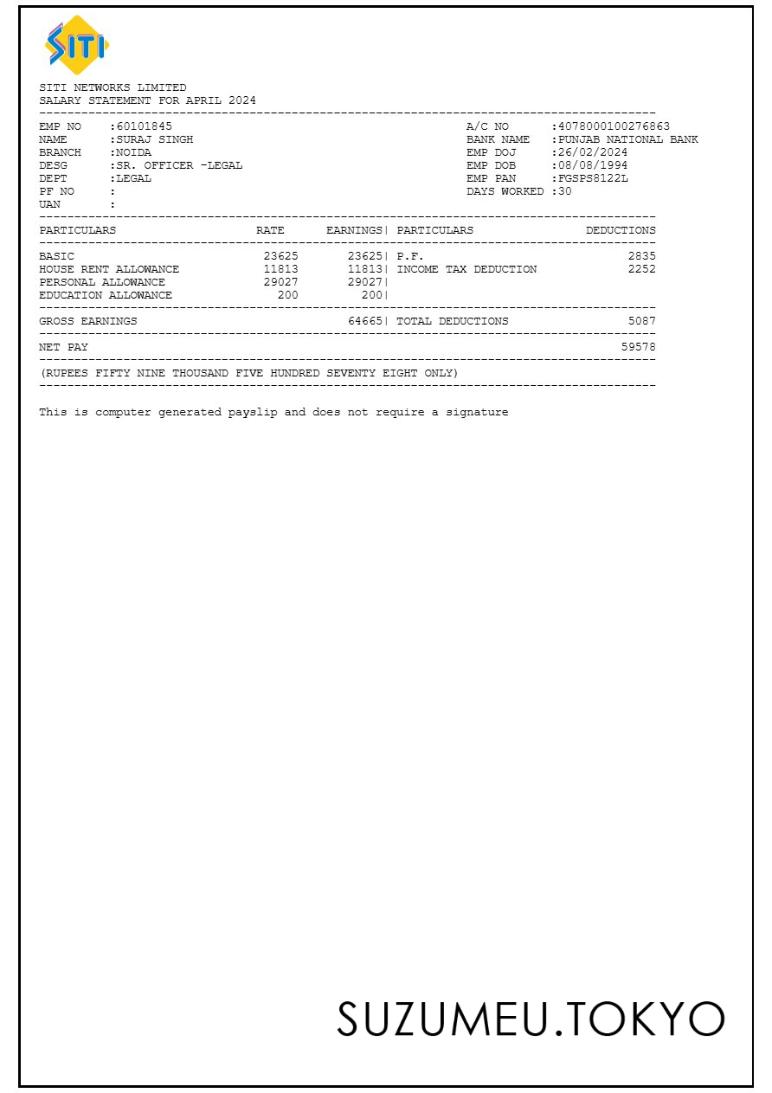 SITI
SITI NETWORKS LIMITED
SALARY STATEMENT FOR APRIL 2024
EMP NO :60101845 A/C NO :4078000100276863
NAME :SURAJ SINGH BANK NAME :PUNJAB NATIONAL BANK
BRANCH :NOIDA EMP DOJ :26/02/2024
DESG :SR. OFFICER -LEGAL EMP DOB :08/08/1994
DEPT :LEGAL EMP PAN :FGSPS8122L
PF NO : DAYS WORKED :30
UAN :
PARTICULARS RATE EARNINGS| PARTICULARS DEDUCTIONS
BASIC 23625 23625| P.F. 2835
HOUSE RENT ALLOWANCE 11813 11813| INCOME TAX DEDUCTION 2252
PERSONAL ALLOWANCE 29027 29027|
EDUCATION ALLOWANCE 200 200|
GROSS EARNINGS 64665| TOTAL DEDUCTIONS 5087
NET PAY 59578
(RUPEES FIFTY NINE THOUSAND FIVE HUNDRED SEVENTY EIGHT ONLY)
This is computer generated payslip and does not require a signature
SUZUMEU.TOKYO